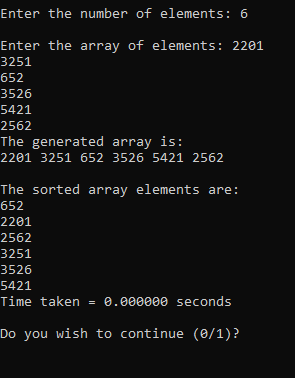 Enter the number of elements: 6
Enter the array of elements: 2201
3251
652
3526
5421
2562
The generated array is:
2201 3251 652 3526 5421 2562
The sorted array elements are:
652
2201
2562
3251
3526
5421
Time taken = 0.000000 seconds
Do you wish to continue (0/1)?